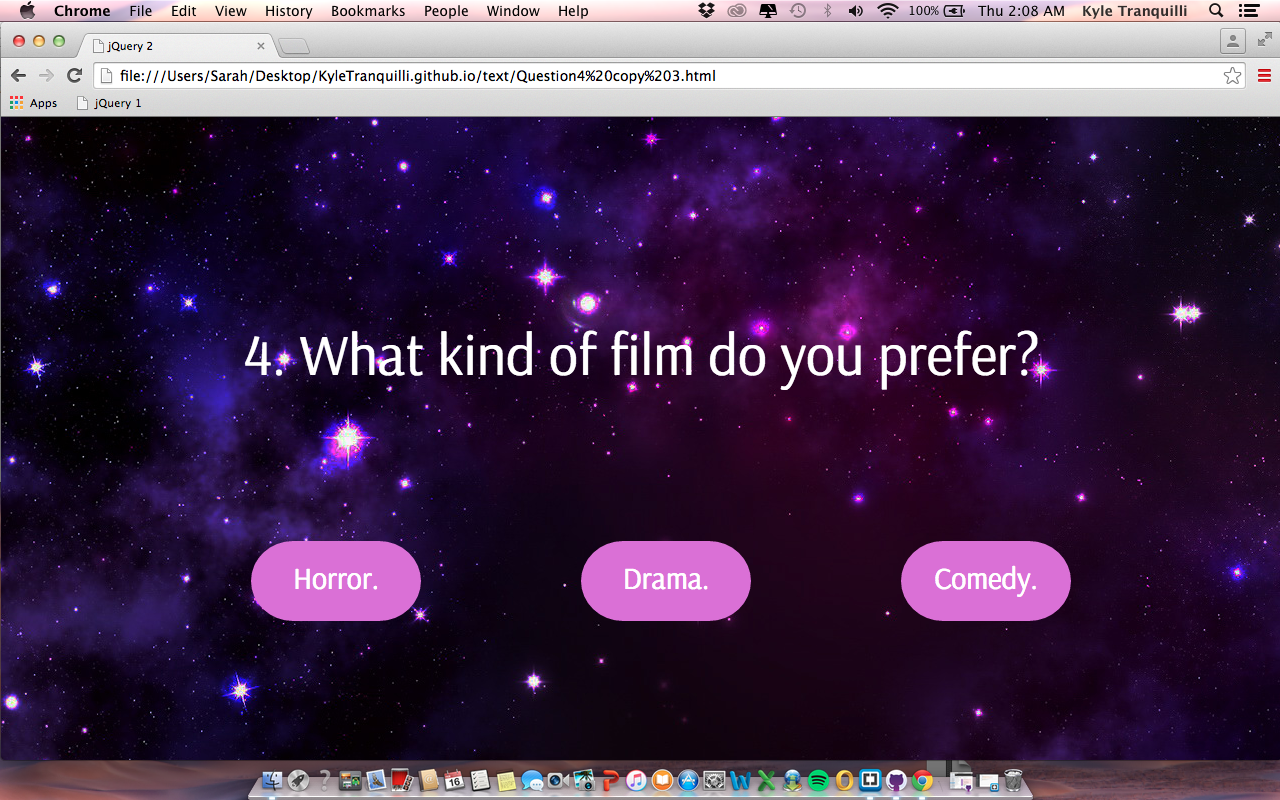 Chrome File Edit View History Bookmarks People Window Help 100% Thu 2:08 AM Kyle Tranquilli
jQuery 2
file:///Users/Sarah/Desktop/KyleTranquilli.github.io/text/Question4%20copy%203.html
Apps jQuery 1
4. What kind of film do you prefer?
Horror. Drama. Comedy.
16